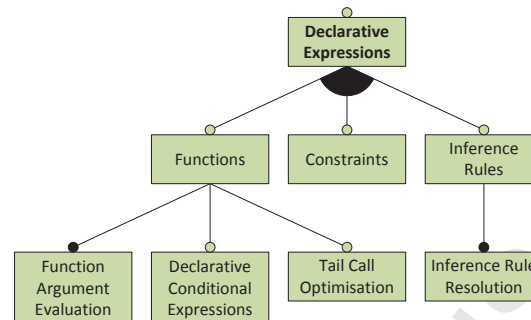 Declarative
Expressions
Functions
Constraints
Inference
Rules
Function
Argument
Evaluation
Declarative
Conditional
Expressions
Tail Call
Optimisation
Inference Rule
Resolution